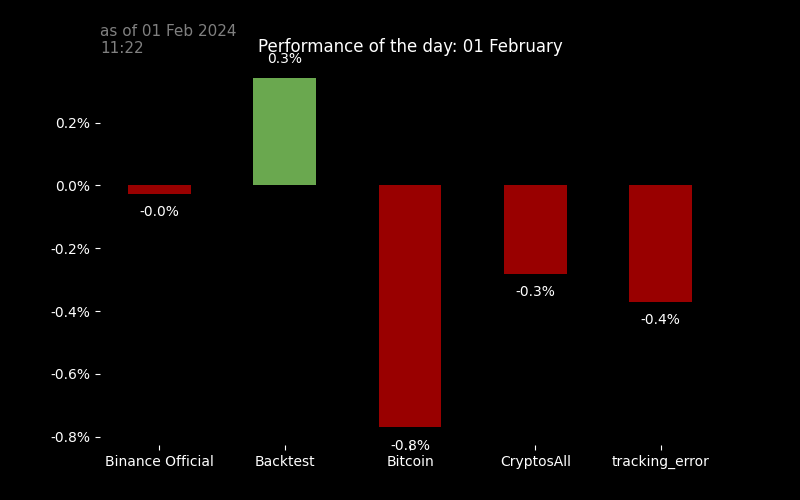 as of 01 Feb 2024
11:22
Performance of the day: 01 February
0.3%
0.2%
0.0%
-0.0%
-0.2%
-0.3%
-0.4%
-0.4%
-0.6%
-0.8%
-0.8%
Binance Official
Backtest
Bitcoin
CryptosAll
tracking_error